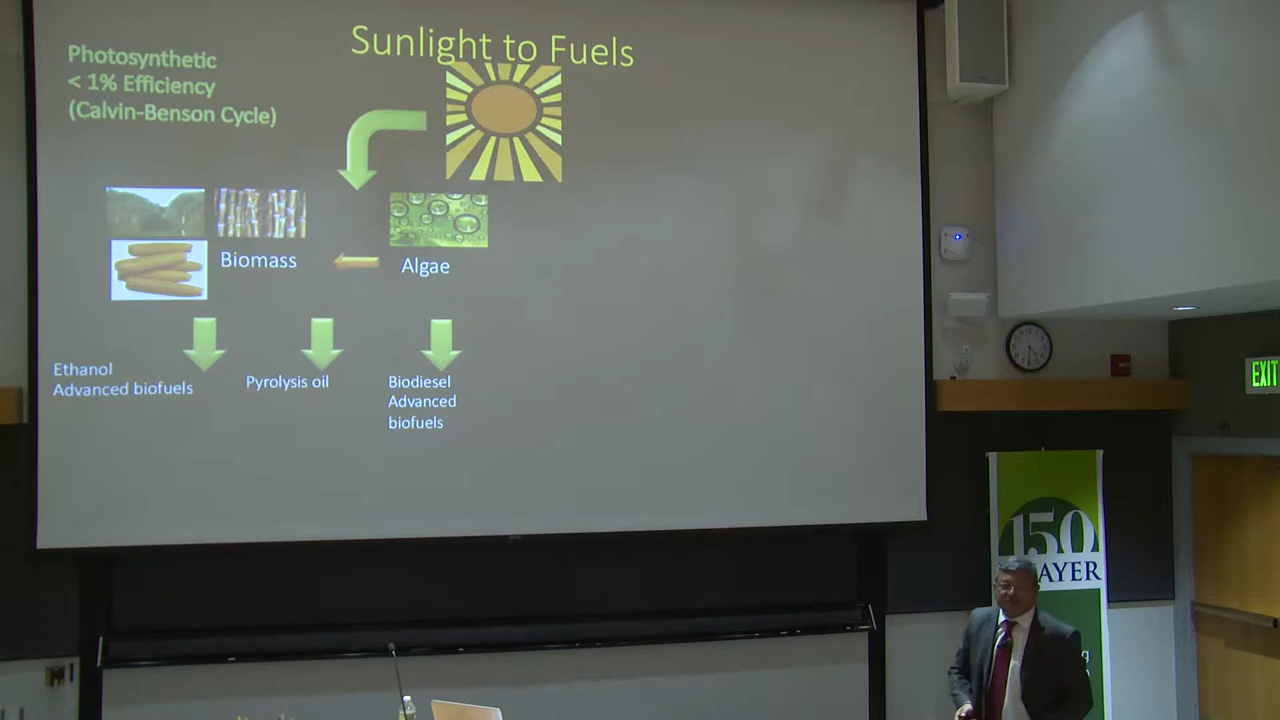 Sunlight to Fuels
Photosynthetic
< 1% Efficiency
(Calvin-Benson Cycle)
Biomass
Algae
Ethanol
Advanced biofuels
Pyrolysis oil
Biodiesel
Advanced
biofuels
EXIT
150
AYER